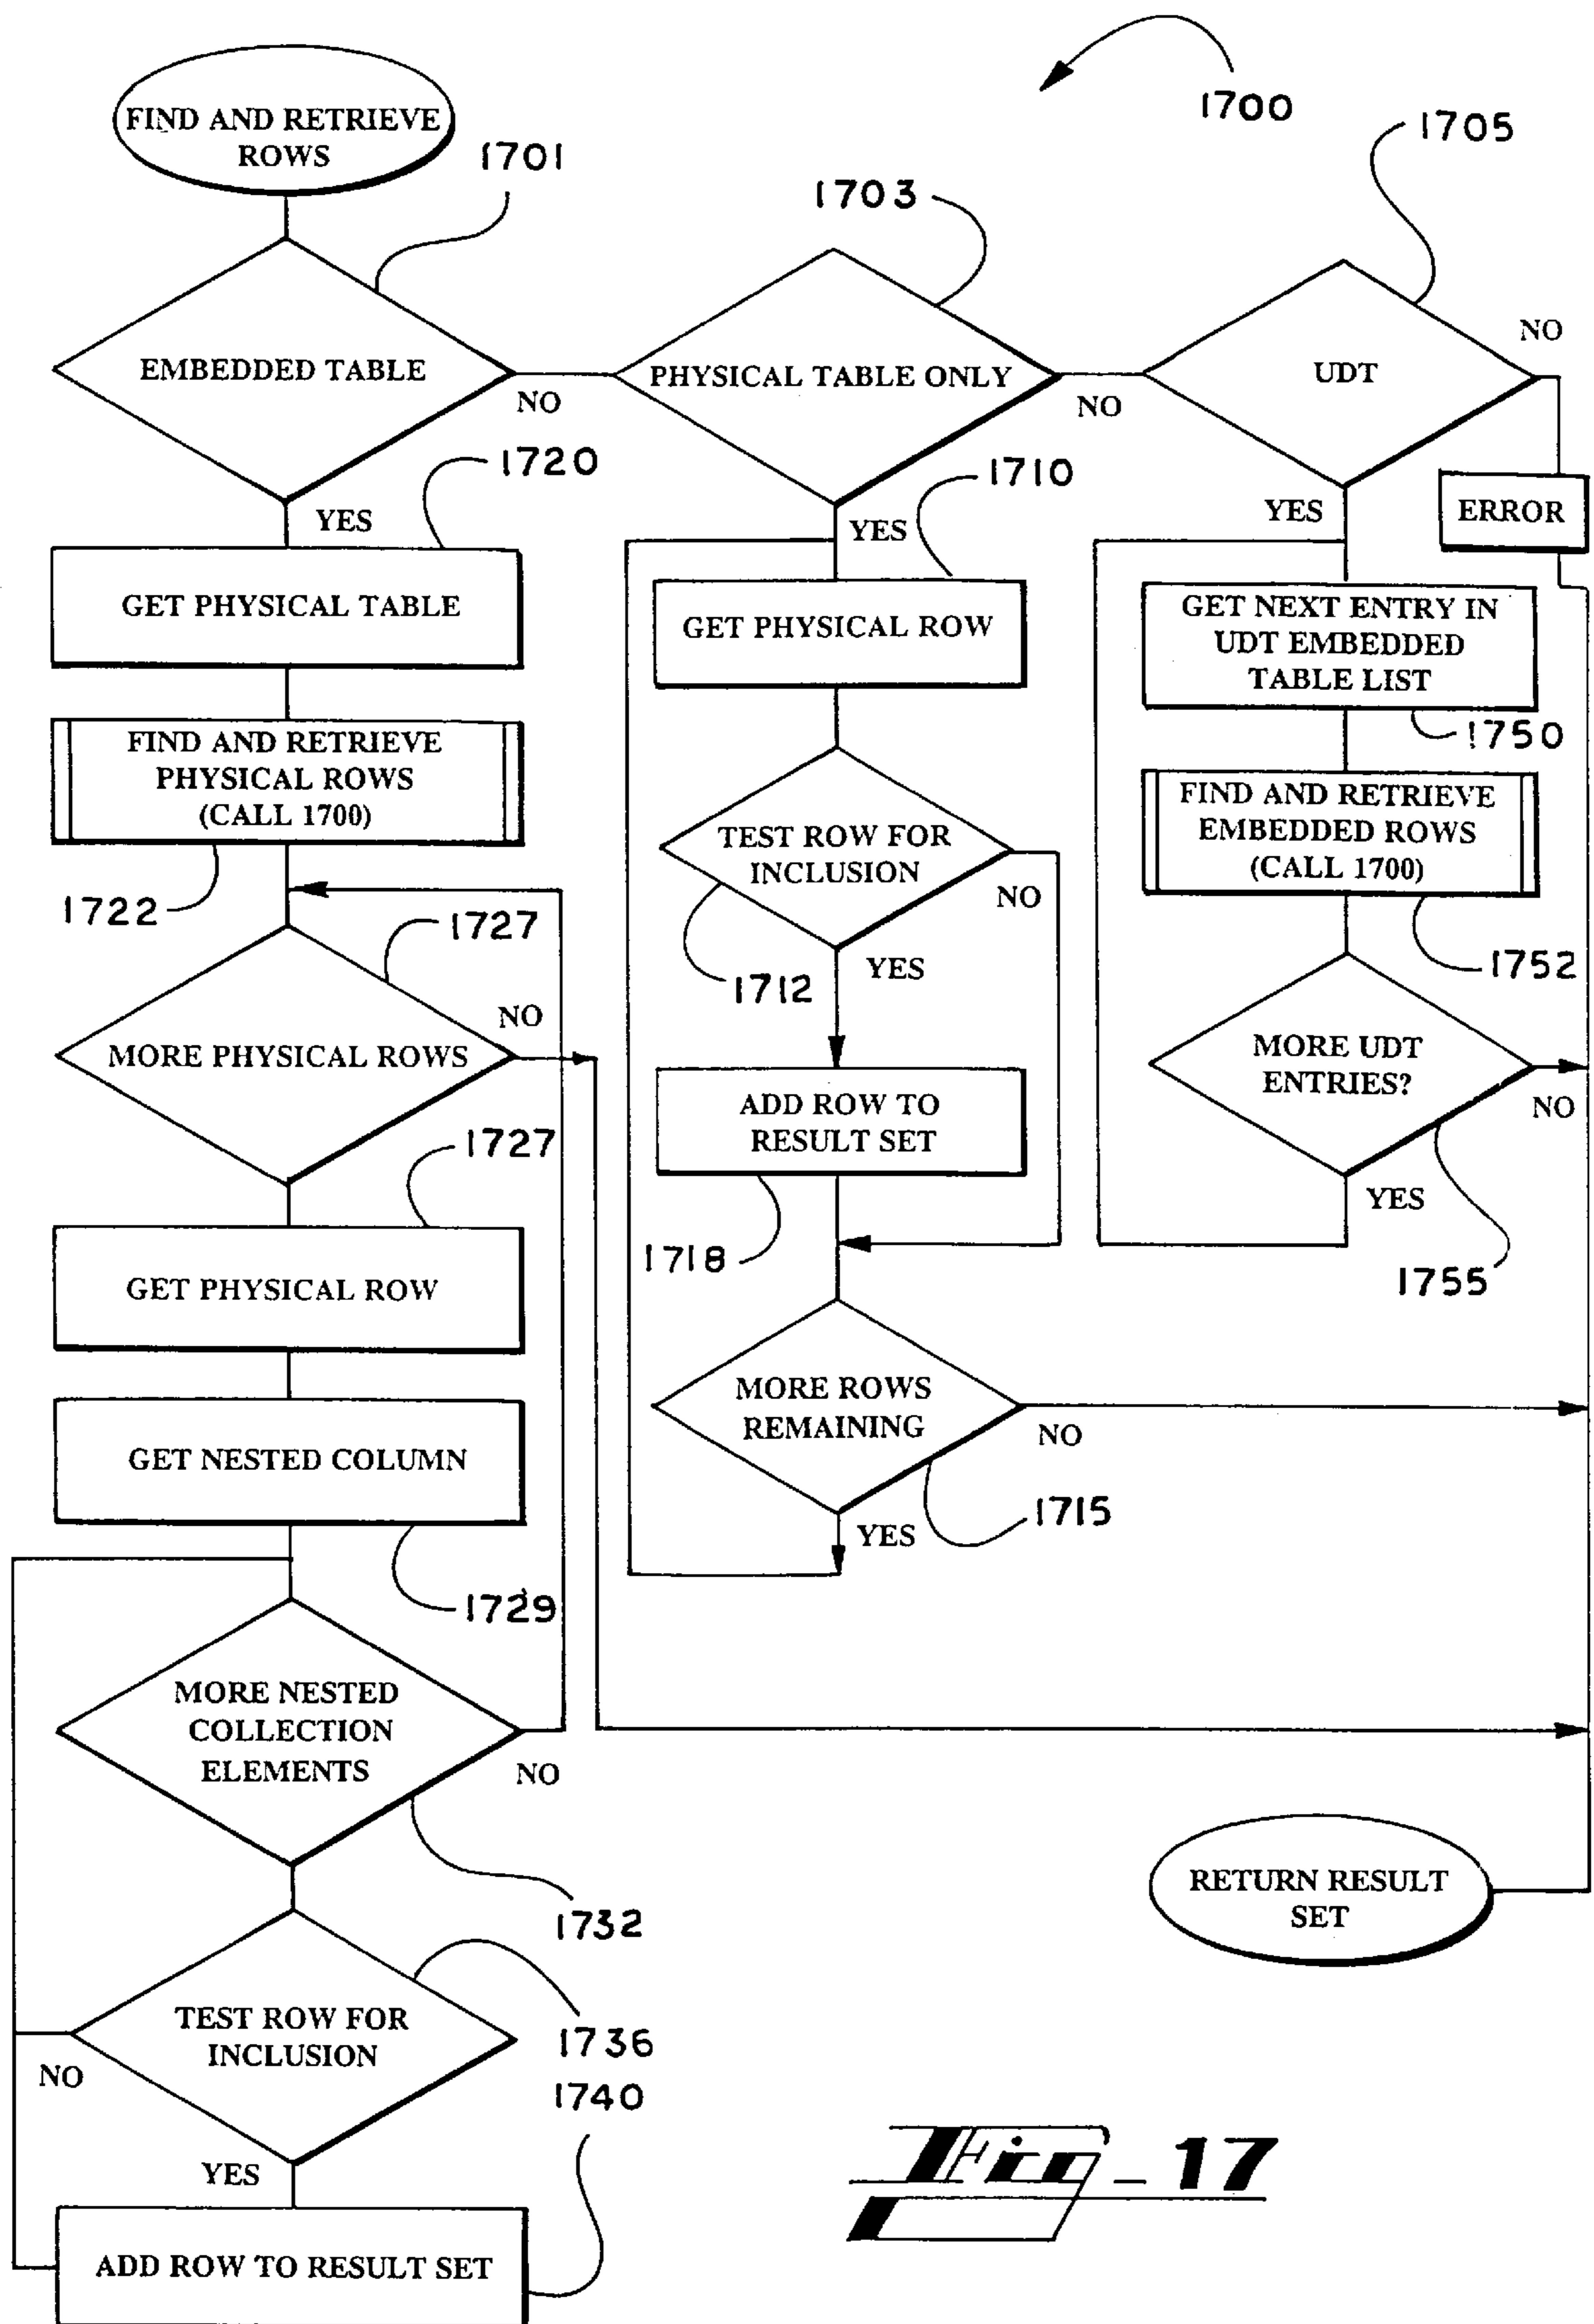 1700
FIND AND RETRIEVE
ROWS
1701
1703
1705
EMBEDDED TABLE
NO
PHYSICAL TABLE ONLY
NO
UDT
NO
YES
1720
YES
1710
YES
ERROR
GET PHYSICAL TABLE
FIND AND RETRIEVE
PHYSICAL ROWS
(CALL 1700)
1722
1727
MORE PHYSICAL ROWS
NO
1727
GET PHYSICAL ROW
GET NESTED COLUMN
1729
MORE NESTED
COLLECTION
ELEMENTS
NO
1732
TEST ROW FOR
INCLUSION
NO
1736
1740
YES
ADD ROW TO RESULT SET
GET PHYSICAL ROW
TEST ROW FOR
INCLUSION
NO
1712
YES
ADD ROW TO
RESULT SET
1718
MORE ROWS
REMAINING
NO
1715
YES
GET NEXT ENTRY IN
UDT EMBEDDED
TABLE LIST
1750
FIND AND RETRIEVE
EMBEDDED ROWS
(CALL 1700)
1752
MORE UDT
ENTRIES?
NO
YES
1755
RETURN RESULT
SET
Fig_17